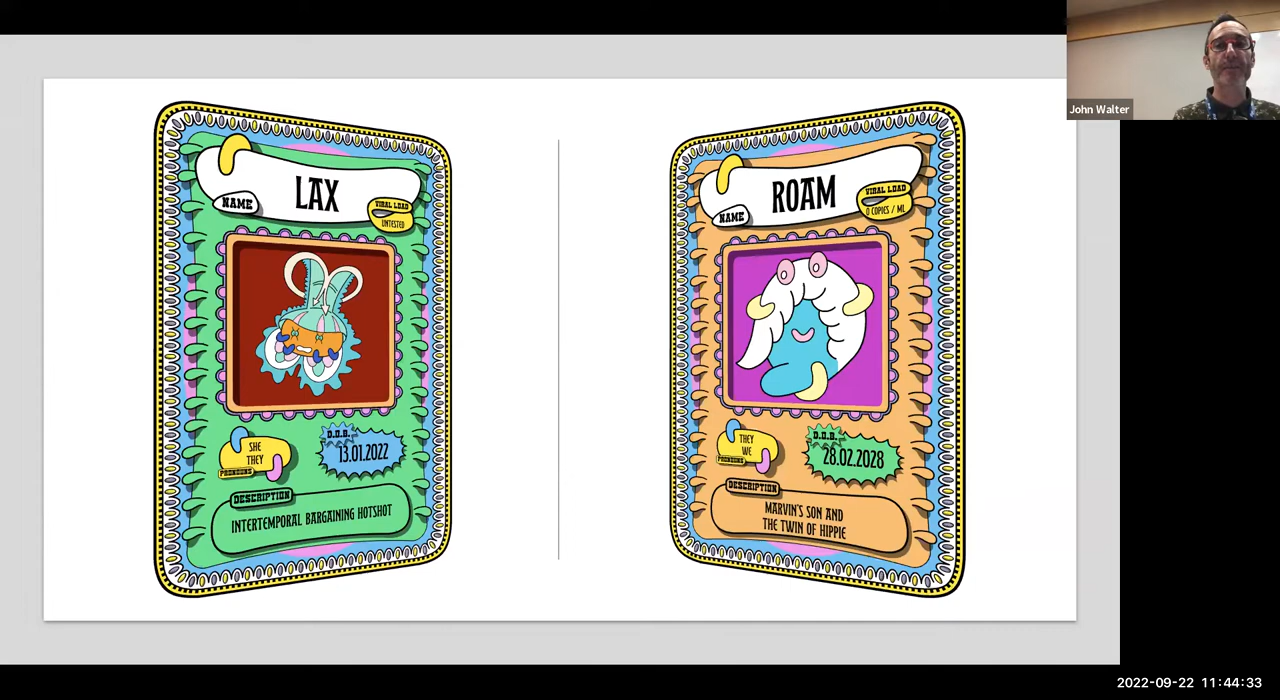 John Walter
LAX
NAME
VIRAL LOAD
UNTESTED
SHE
THEY
PRONOUNS
D.O.B.
13.01.2022
DESCRIPTION
INTERTEMPORAL BARGAINING HOTSHOT
ROAM
NAME
VIRAL LOAD
0 COPIES / ML
THEY
WE
PRONOUNS
D.O.B.
28.02.2028
DESCRIPTION
MARVIN'S SON AND
THE TWIN OF HIPPIE
2022-09-22 11:44:33